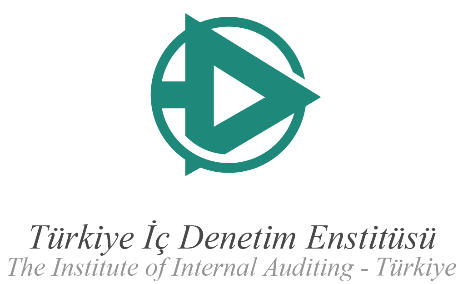 Türkiye İç Denetim Enstitüsü
The Institute of Internal Auditing - Türkiye